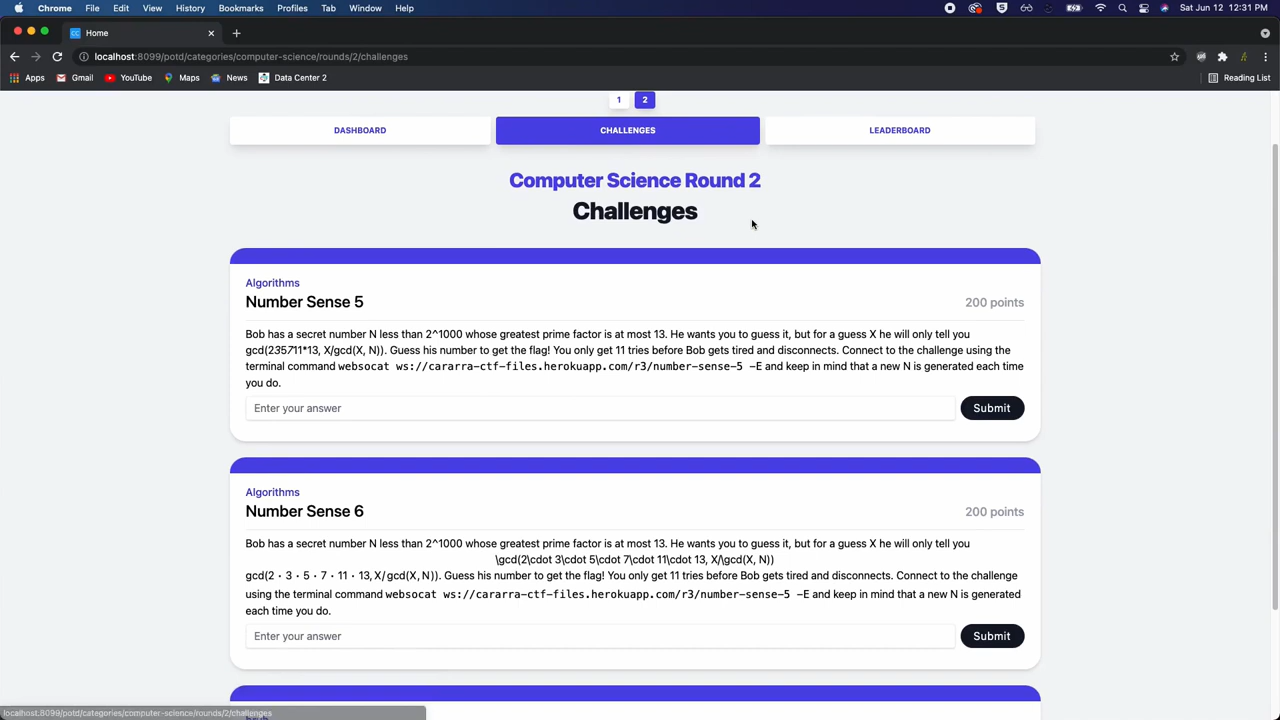 Chrome File Edit View History Bookmarks Profiles Tab Window Help Sat Jun 12 12:31 PM
Home
localhost:8099/potd/categories/computer-science/rounds/2/challenges
Apps Gmail YouTube Maps News Data Center 2 Reading List
1 2
DASHBOARD CHALLENGES LEADERBOARD
Computer Science Round 2
Challenges
Algorithms
Number Sense 5 200 points
Bob has a secret number N less than 2^1000 whose greatest prime factor is at most 13. He wants you to guess it, but for a guess X he will only tell you
gcd(235711*13, X/gcd(X, N)). Guess his number to get the flag! You only get 11 tries before Bob gets tired and disconnects. Connect to the challenge using the
terminal command websocat ws://cararra-ctf-files.herokuapp.com/r3/number-sense-5 -E and keep in mind that a new N is generated each time
you do.
Enter your answer Submit
Algorithms
Number Sense 6 200 points
Bob has a secret number N less than 2^1000 whose greatest prime factor is at most 13. He wants you to guess it, but for a guess X he will only tell you
\gcd(2\cdot 3\cdot 5\cdot 7\cdot 11\cdot 13, X/\gcd(X, N))
gcd(2 · 3 · 5 · 7 · 11 · 13, X/ gcd(X, N)). Guess his number to get the flag! You only get 11 tries before Bob gets tired and disconnects. Connect to the challenge
using the terminal command websocat ws://cararra-ctf-files.herokuapp.com/r3/number-sense-5 -E and keep in mind that a new N is generated
each time you do.
Enter your answer Submit
localhost:8099/potd/categories/computer-science/rounds/2/challenges